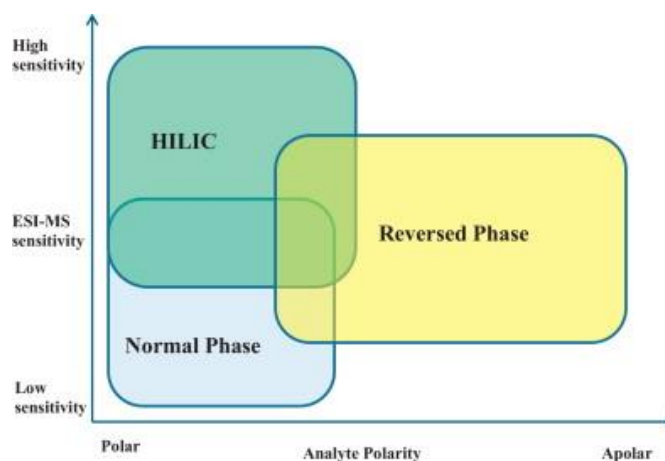 High
sensitivity
HILIC
ESI-MS
sensitivity
Reversed Phase
Normal Phase
Low
sensitivity
Polar
Analyte Polarity
Apolar